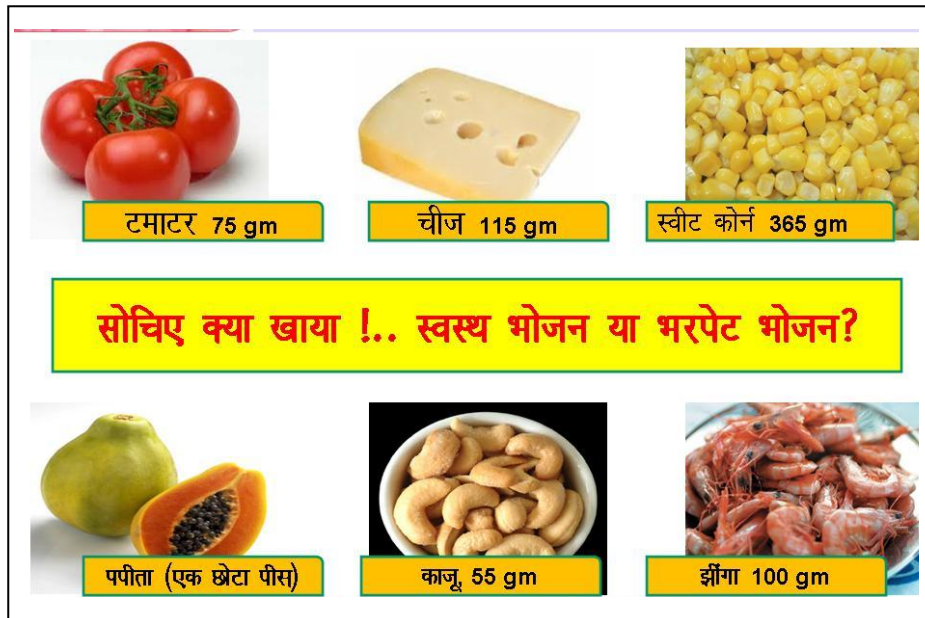 टमाटर 75 gm
चीज 115 gm
स्वीट कोर्न 365 gm
सोचिए क्या खाया !.. स्वस्थ भोजन या भरपेट भोजन?
पपीता (एक छोटा पीस)
काजू, 55 gm
झींगा 100 gm